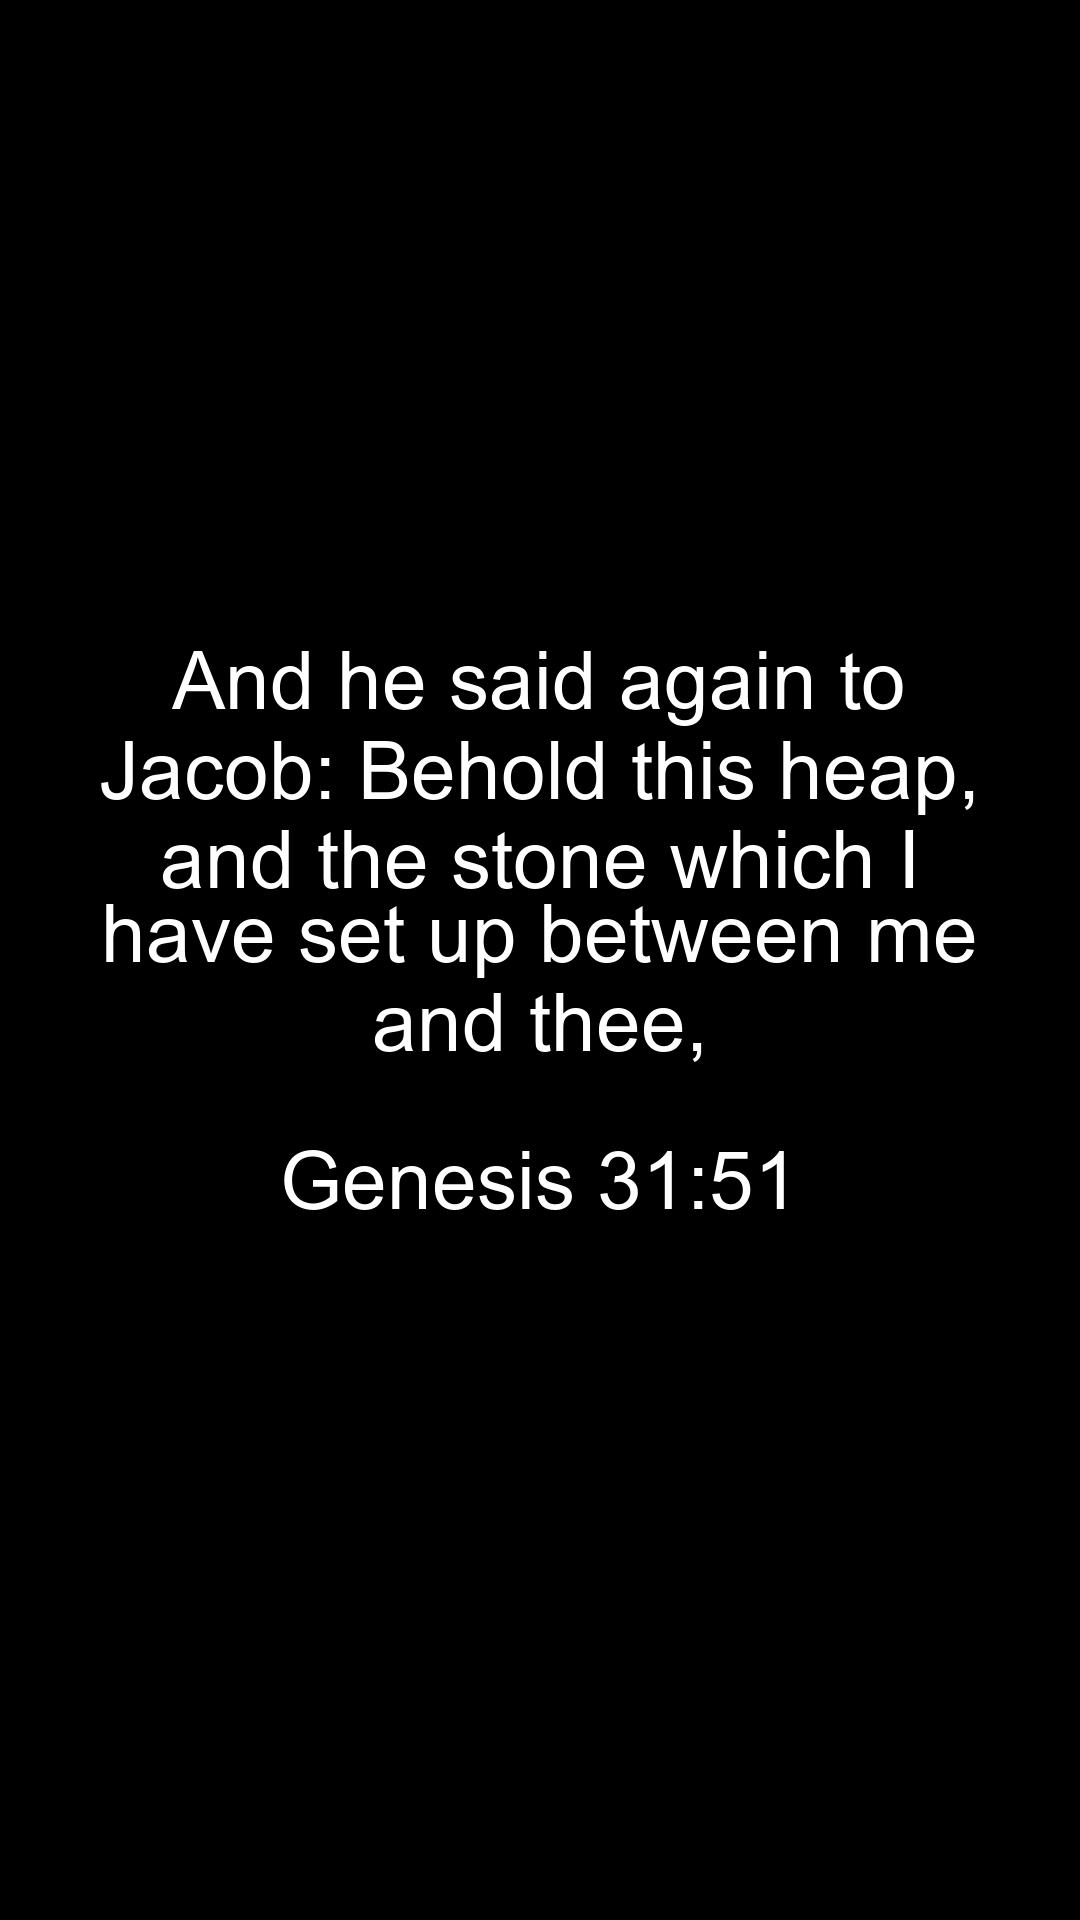 And he said again to
Jacob: Behold this heap,
and the stone which I
have set up between me
and thee,
Genesis 31:51